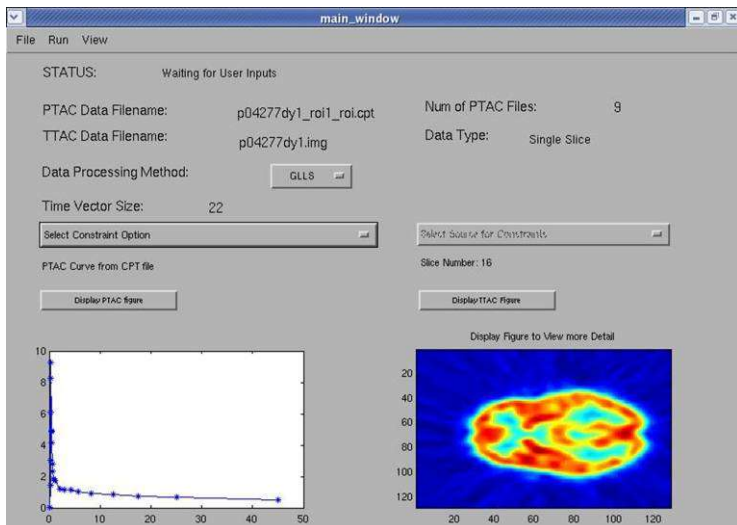 main_window
File Run View
STATUS: Waiting for User Inputs
PTAC Data Filename: p04277dy1_roi1_roi.cpt
Num of PTAC Files: 9
TTAC Data Filename: p04277dy1.img
Data Type: Single Slice
Data Processing Method: GLLS
Time Vector Size: 22
Select Constraint Option
Select Source for Constraints
PTAC Curve from CPT file
Slice Number: 16
Display PTAC figure
Display TTAC Figure
Display Figure to View more Detail
10
8
6
4
2
0
0 10 20 30 40 50
20
40
60
80
100
120
20 40 60 80 100 120